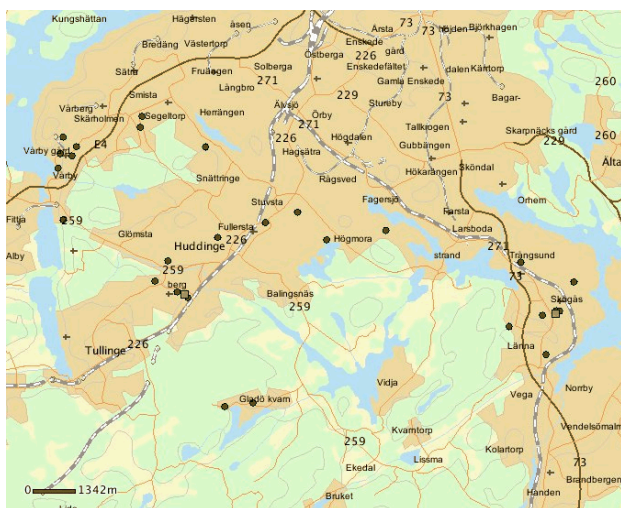 Kungshättan
Hägersten
åsen
Årsta
73
Höjden
Björkhagen
Bredäng
Västertorp
Enskede
gård
73
Östberga
226
Sätra
Fruängen
Solberga
Enskedefältet
dalen
Kärrtorp
271
Gamla Enskede
260
Långbro
Smista
229
73
Bagar-
Vårberg
Skärholmen
Segeltorp
Herrängen
Älvsjö
Örby
Stureby
271
Tallkrogen
Skarpnäcks gård
260
E4
226
Högdalen
229
Vårby gård
Hagsätra
Gubbängen
Älta
Snättringe
Rågsved
Hökarängen
Sköndal
Vårby
Stuvsta
Fagersjö
Orhem
Fittja
259
Fullersta
Farsta
Glömsta
226
Högmora
Larsboda
Huddinge
271
Alby
strand
Trångsund
259
73
berg
Balingsnäs
259
Skogås
226
Tullinge
Länna
Vidja
Norrby
Gladö kvarn
Vega
Kvarntorp
Vendelsömalm
259
Kolartorp
Lissma
73
Ekedal
Brandbergen
0
1342m
Bruket
Handen